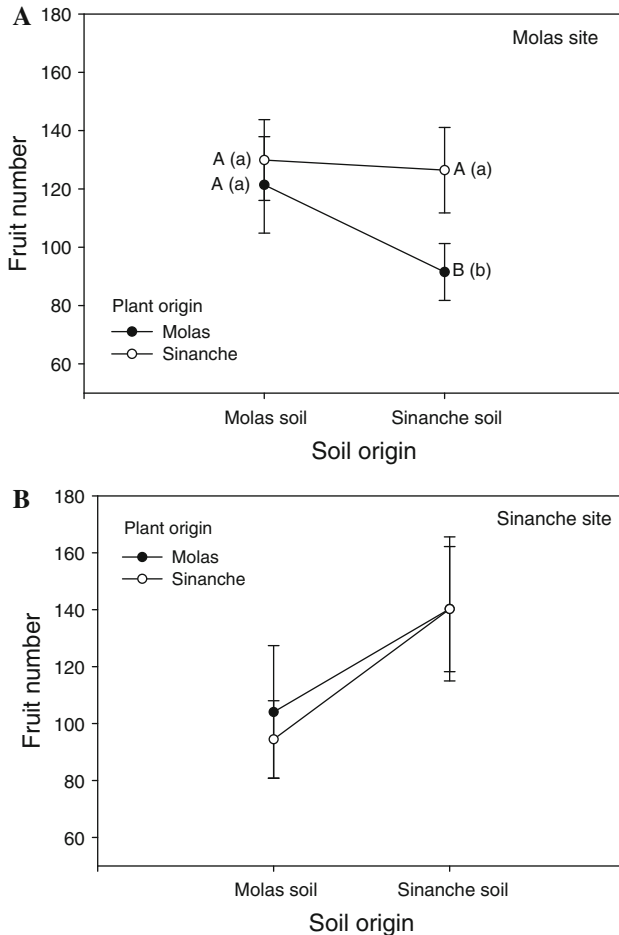 A
180
160
140
120
100
80
60
Fruit number
Molas site
A (a)
A (a)
A (a)
B (b)
Plant origin
Molas
Sinanche
Molas soil Sinanche soil
Soil origin
B
180
160
140
120
100
80
60
Fruit number
Plant origin
Molas
Sinanche
Sinanche site
Molas soil Sinanche soil
Soil origin